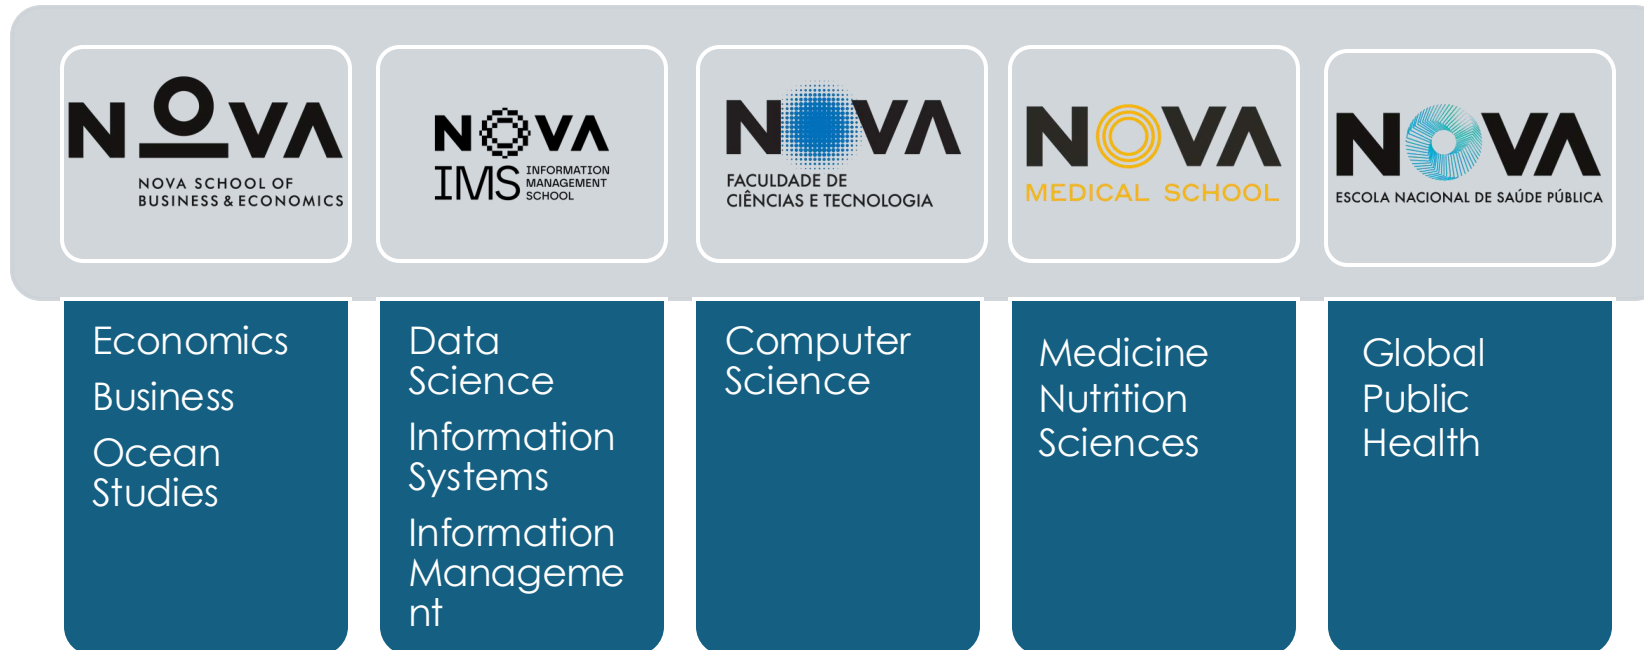 NOVA
NOVA SCHOOL OF
BUSINESS & ECONOMICS
NOVA
IMS INFORMATION
MANAGEMENT
SCHOOL
NOVA
FACULDADE DE
CIÊNCIAS E TECNOLOGIA
NOVA
MEDICAL SCHOOL
NOVA
ESCOLA NACIONAL DE SAÚDE PÚBLICA
Economics
Business
Ocean
Studies
Data
Science
Information
Systems
Information
Manageme
nt
Computer
Science
Medicine
Nutrition
Sciences
Global
Public
Health